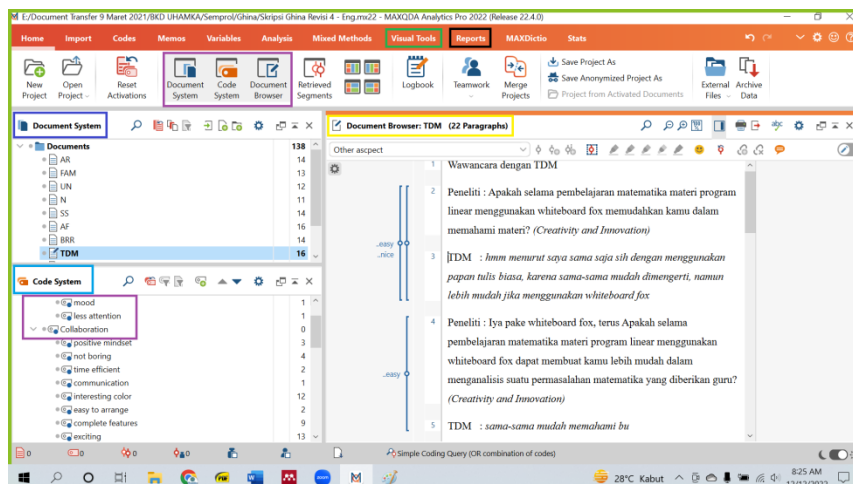 E:/Document Transfer 9 Maret 2021/BKD UHAMKA/Semprol/Ghina/Skripsi Ghina Revisi 4 - Eng.mx22 - MAXQDA Analytics Pro 2022 (Release 22.4.0)
Home Import Codes Memos Variables Analysis Mixed Methods Visual Tools Reports MAXDictio Stats
New Project
Open Project
Reset Activations
Document System
Code System
Document Browser
Retrieved Segments
Logbook
Teamwork
Merge Projects
Save Project As
Save Anonymized Project As
Project from Activated Documents
External Files
Archive Data
Document System
Documents 138
AR 14
FAM 13
UN 12
N 11
SS 14
AF 16
BRR 14
TDM 16
Code System
mood 1
less attention 1
Collaboration 0
positive mindset 3
not boring 4
time efficient 2
communication 1
interesting color 12
easy to arrange 2
complete features 9
exciting 13
Document Browser: TDM (22 Paragraphs)
Other ascpect
1 Wawancara dengan TDM
2 Peneliti : Apakah selama pembelajaran matematika materi program
linear menggunakan whiteboard fox memudahkan kamu dalam
memahami materi? (Creativity and Innovation)
..easy
..nice
3 TDM : hmm menurut saya sama saja sih dengan menggunakan
papan tulis biasa, karena sama-sama mudah dimengerti, namun
lebih mudah jika menggunakan whiteboard fox
4 Peneliti : Iya pake whiteboard fox, terus Apakah selama
pembelajaran matematika materi program linear menggunakan
whiteboard fox dapat membuat kamu lebih mudah dalam
..easy
menganalisis suatu permasalahan matematika yang diberikan guru?
(Creativity and Innovation)
5 TDM : sama-sama mudah memahami bu
0 0 0 0
Simple Coding Query (OR combination of codes)
28°C Kabut
8:25 AM
12/12/2022